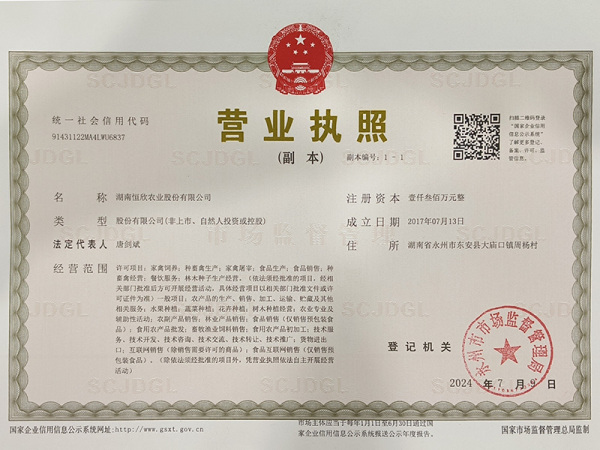 统一社会信用代码
91431122MA4LWU6837
营业执照
(副本)
副本编号: 1 - 1
扫描二维码登录
“国家企业信用
信息公示系统”
了解更多登记、
备案、许可、监
管信息。
SCJDGL
市场监督管理
名称 湖南恒欣农业股份有限公司
类型 股份有限公司(非上市、自然人投资或控股)
法定代表人 唐剑斌
经营范围 许可项目：家禽饲养；种畜禽生产；家禽屠宰；食品生产；食品销售；种
畜禽经营；餐饮服务；林木种子生产经营。（依法须经批准的项目，经相
关部门批准后方可开展经营活动，具体经营项目以相关部门批准文件或许
可证件为准）一般项目：农产品的生产、销售、加工、运输、贮藏及其他
相关服务；水果种植；蔬菜种植；花卉种植；树木种植经营；农业专业及
辅助性活动；农副产品销售；林业产品销售；食品销售（仅销售预包装食
品）；食用农产品批发；畜牧渔业饲料销售；食用农产品初加工；技术服
务、技术开发、技术咨询、技术交流、技术转让、技术推广；货物进出
口；互联网销售（除销售需要许可的商品）；食品互联网销售（仅销售预
包装食品）。（除依法须经批准的项目外，凭营业执照依法自主开展经营
活动）
注册资本 壹仟叁佰万元整
成立日期 2017年07月13日
住所 湖南省永州市东安县大庙口镇周杨村
登记机关
永州市市场监督管理局
2024 年 7 月 9 日
国家企业信用信息公示系统网址:http://www.gsxt.gov.cn
市场主体应当于每年1月1日至6月30日通过国
家企业信用信息公示系统报送公示年度报告。
国家市场监督管理总局监制